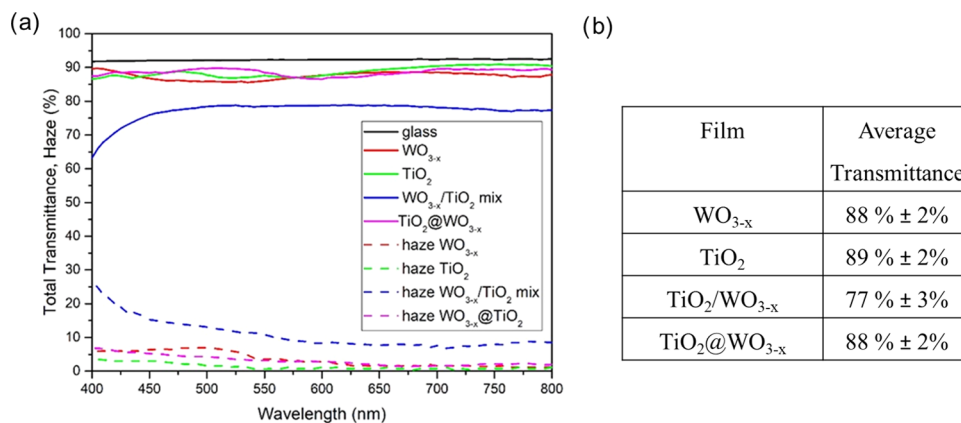 (a)
Total Transmittance, Haze (%)
100
90
80
70
60
50
40
30
20
10
0
glass
WO₃₋ₓ
TiO₂
WO₃₋ₓ/TiO₂ mix
TiO₂@WO₃₋ₓ
haze WO₃₋ₓ
haze TiO₂
haze WO₃₋ₓ/TiO₂ mix
haze WO₃₋ₓ@TiO₂
400 450 500 550 600 650 700 750 800
Wavelength (nm)
(b)
Film Average
Transmittance
WO₃₋ₓ 88 % ± 2%
TiO₂ 89 % ± 2%
TiO₂/WO₃₋ₓ 77 % ± 3%
TiO₂@WO₃₋ₓ 88 % ± 2%